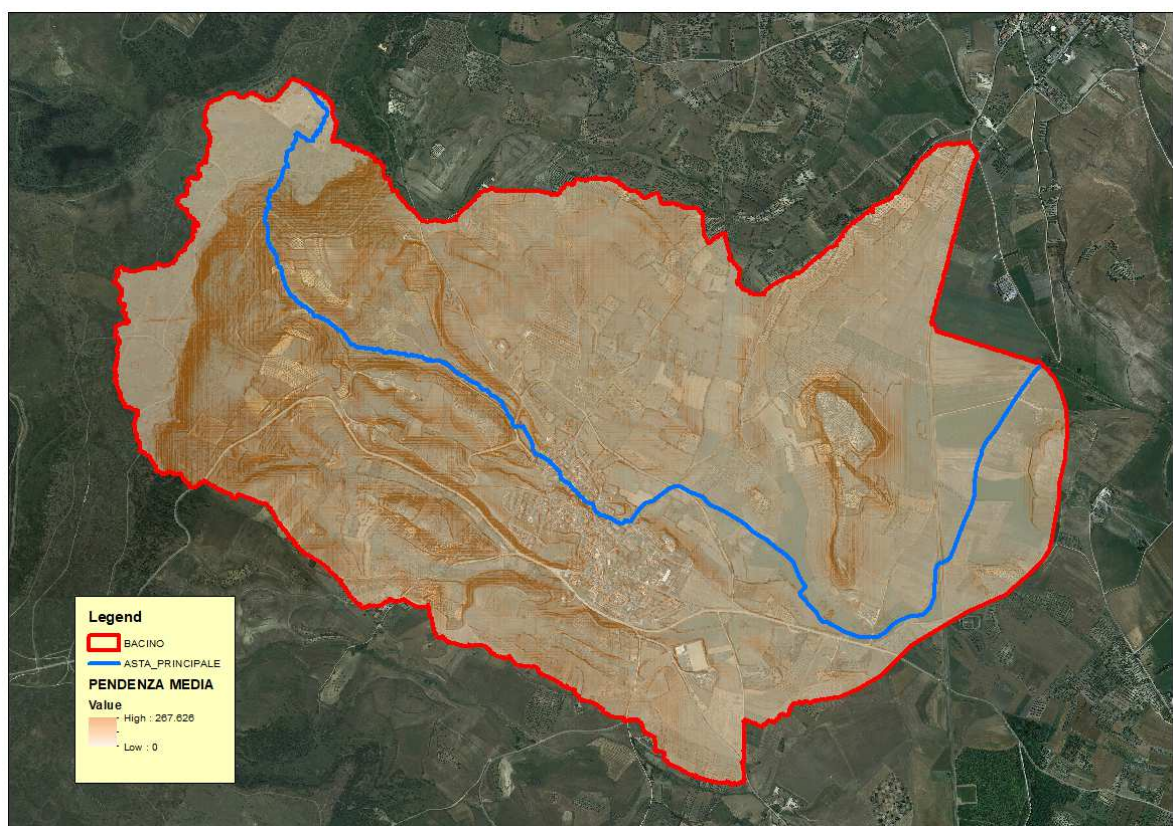 Legend
BACINO
ASTA_PRINCIPALE
PENDENZA MEDIA
Value
High : 267.626
Low : 0